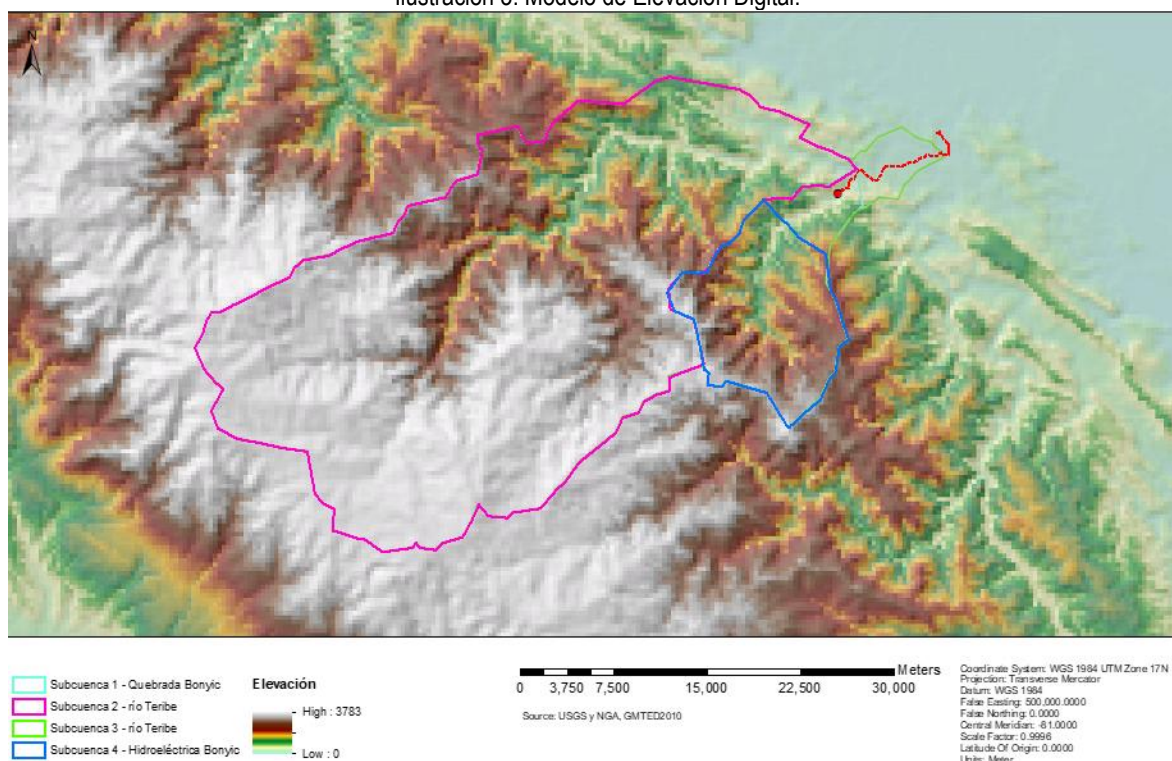 Ilustración 3. Modelo de Elevación Digital.
N
Subcuenca 1 - Quebrada Bonyic
Subcuenca 2 - río Teribe
Subcuenca 3 - río Teribe
Subcuenca 4 - Hidroeléctrica Bonyic
Elevación
High : 3783
Low : 0
Meters
0 3,750 7,500 15,000 22,500 30,000
Source: USGS y NGA, GMTED2010
Coordinate System: WGS 1984 UTM Zone 17N
Projection: Transverse Mercator
Datum: WGS 1984
False Easting: 500,000.0000
False Northing: 0.0000
Central Meridian: -81.0000
Scale Factor: 0.9996
Latitude Of Origin: 0.0000
Units: Meter